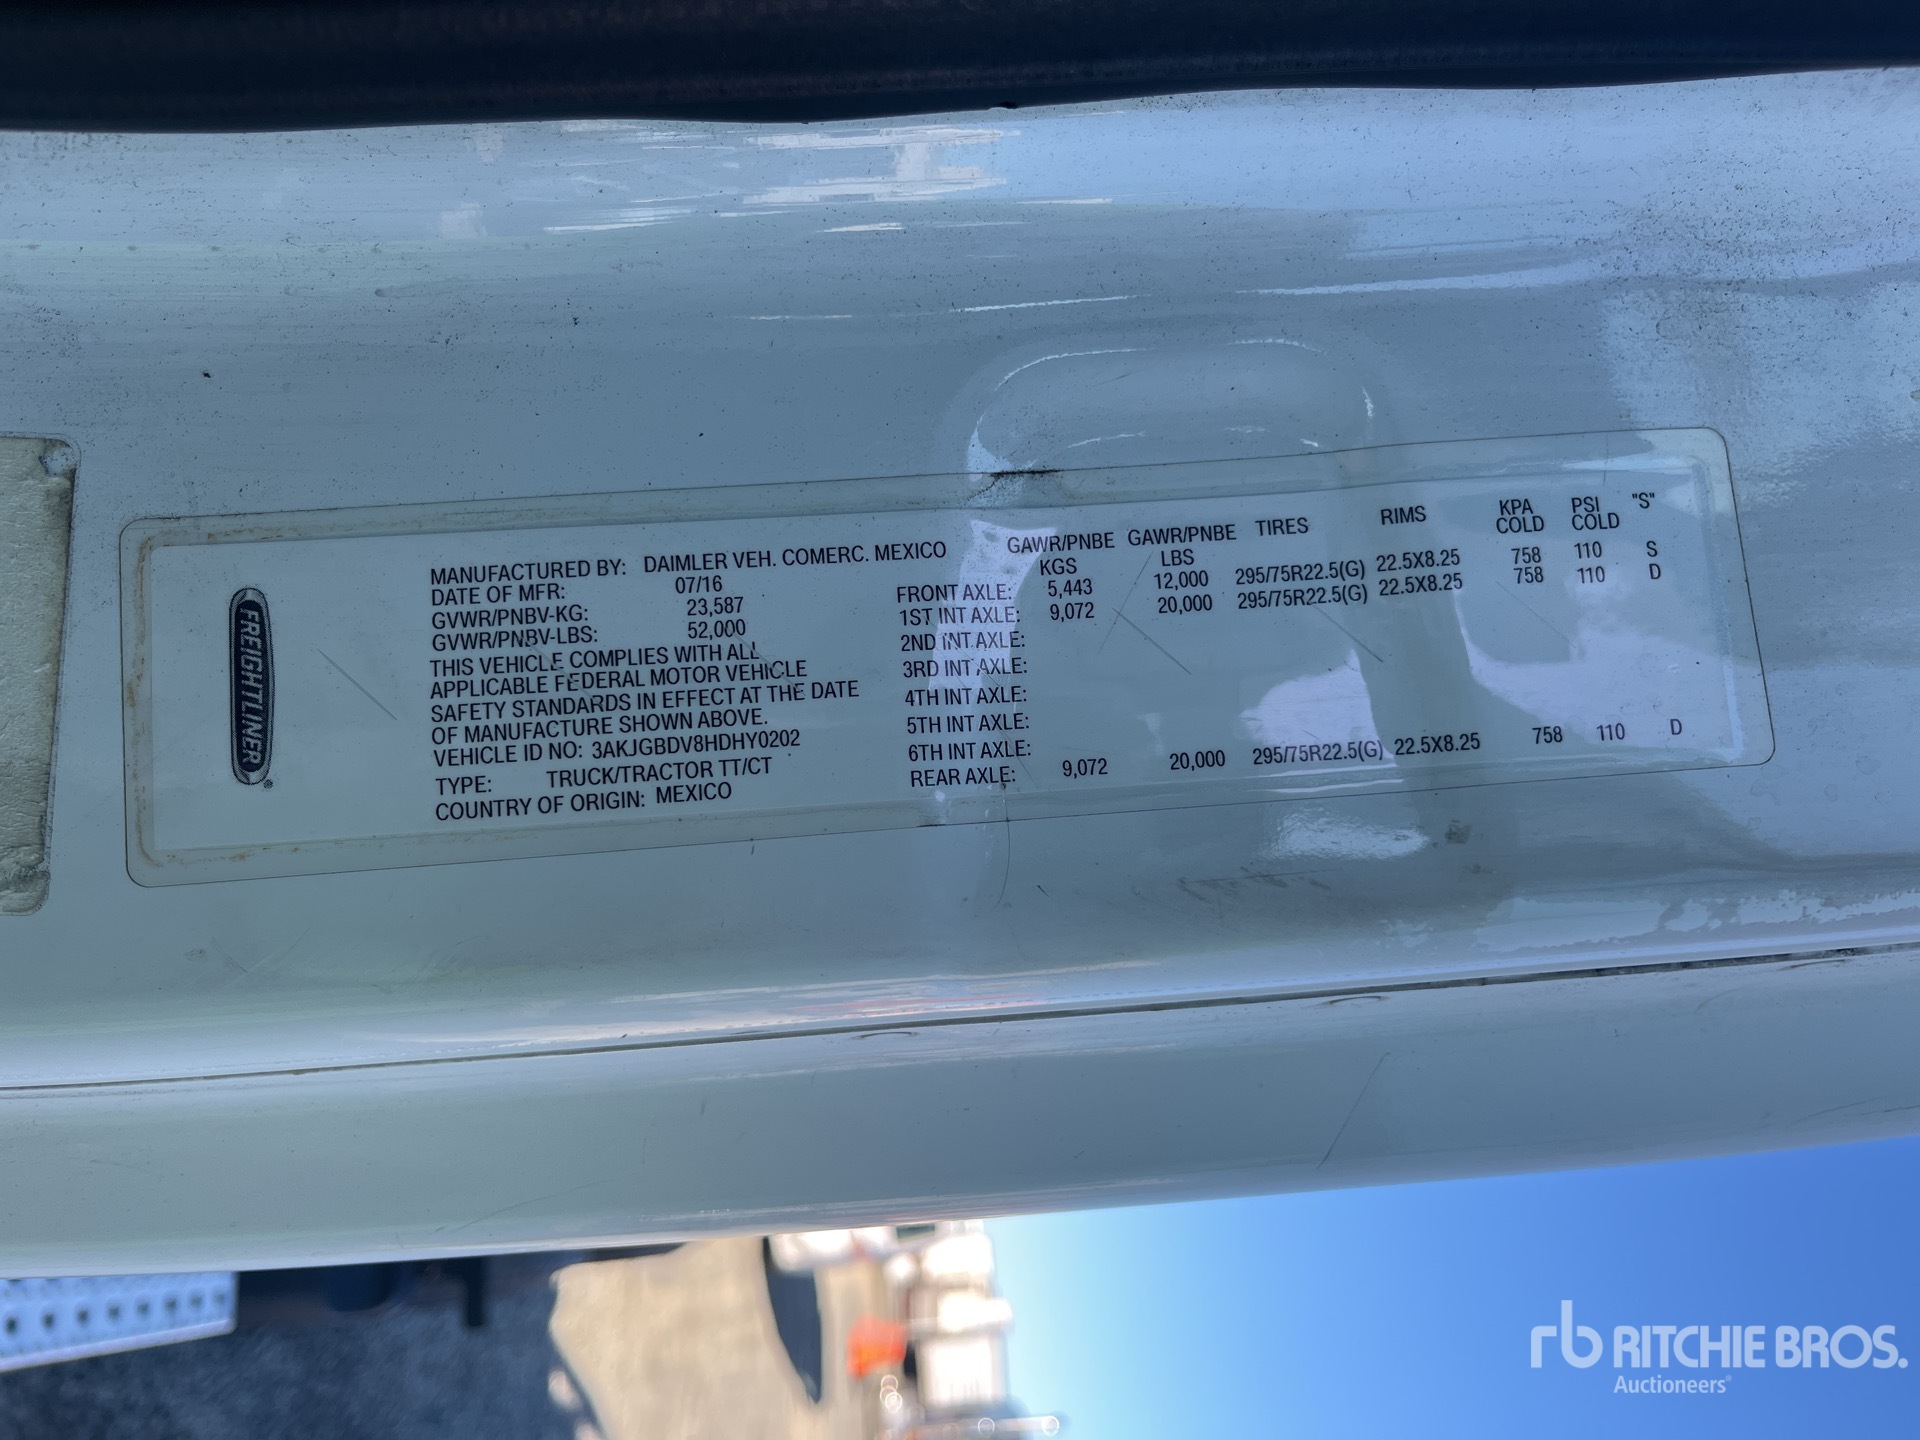 FREIGHTLINER®
MANUFACTURED BY: DAIMLER VEH. COMERC. MEXICO
DATE OF MFR: 07/16
GVWR/PNBV-KG: 23,587
GVWR/PNBV-LBS: 52,000
THIS VEHICLE COMPLIES WITH ALL
APPLICABLE FEDERAL MOTOR VEHICLE
SAFETY STANDARDS IN EFFECT AT THE DATE
OF MANUFACTURE SHOWN ABOVE.
VEHICLE ID NO: 3AKJGBDV8HDHY0202
TYPE: TRUCK/TRACTOR TT/CT
COUNTRY OF ORIGIN: MEXICO
GAWR/PNBE GAWR/PNBE TIRES RIMS KPA PSI "S"
KGS LBS COLD COLD
FRONT AXLE: 5,443 12,000 295/75R22.5(G) 22.5X8.25 758 110 S
1ST INT AXLE: 9,072 20,000 295/75R22.5(G) 22.5X8.25 758 110 D
2ND INT AXLE:
3RD INT AXLE:
4TH INT AXLE:
5TH INT AXLE:
6TH INT AXLE:
REAR AXLE: 9,072 20,000 295/75R22.5(G) 22.5X8.25 758 110 D
rb RITCHIE BROS.
Auctioneers®